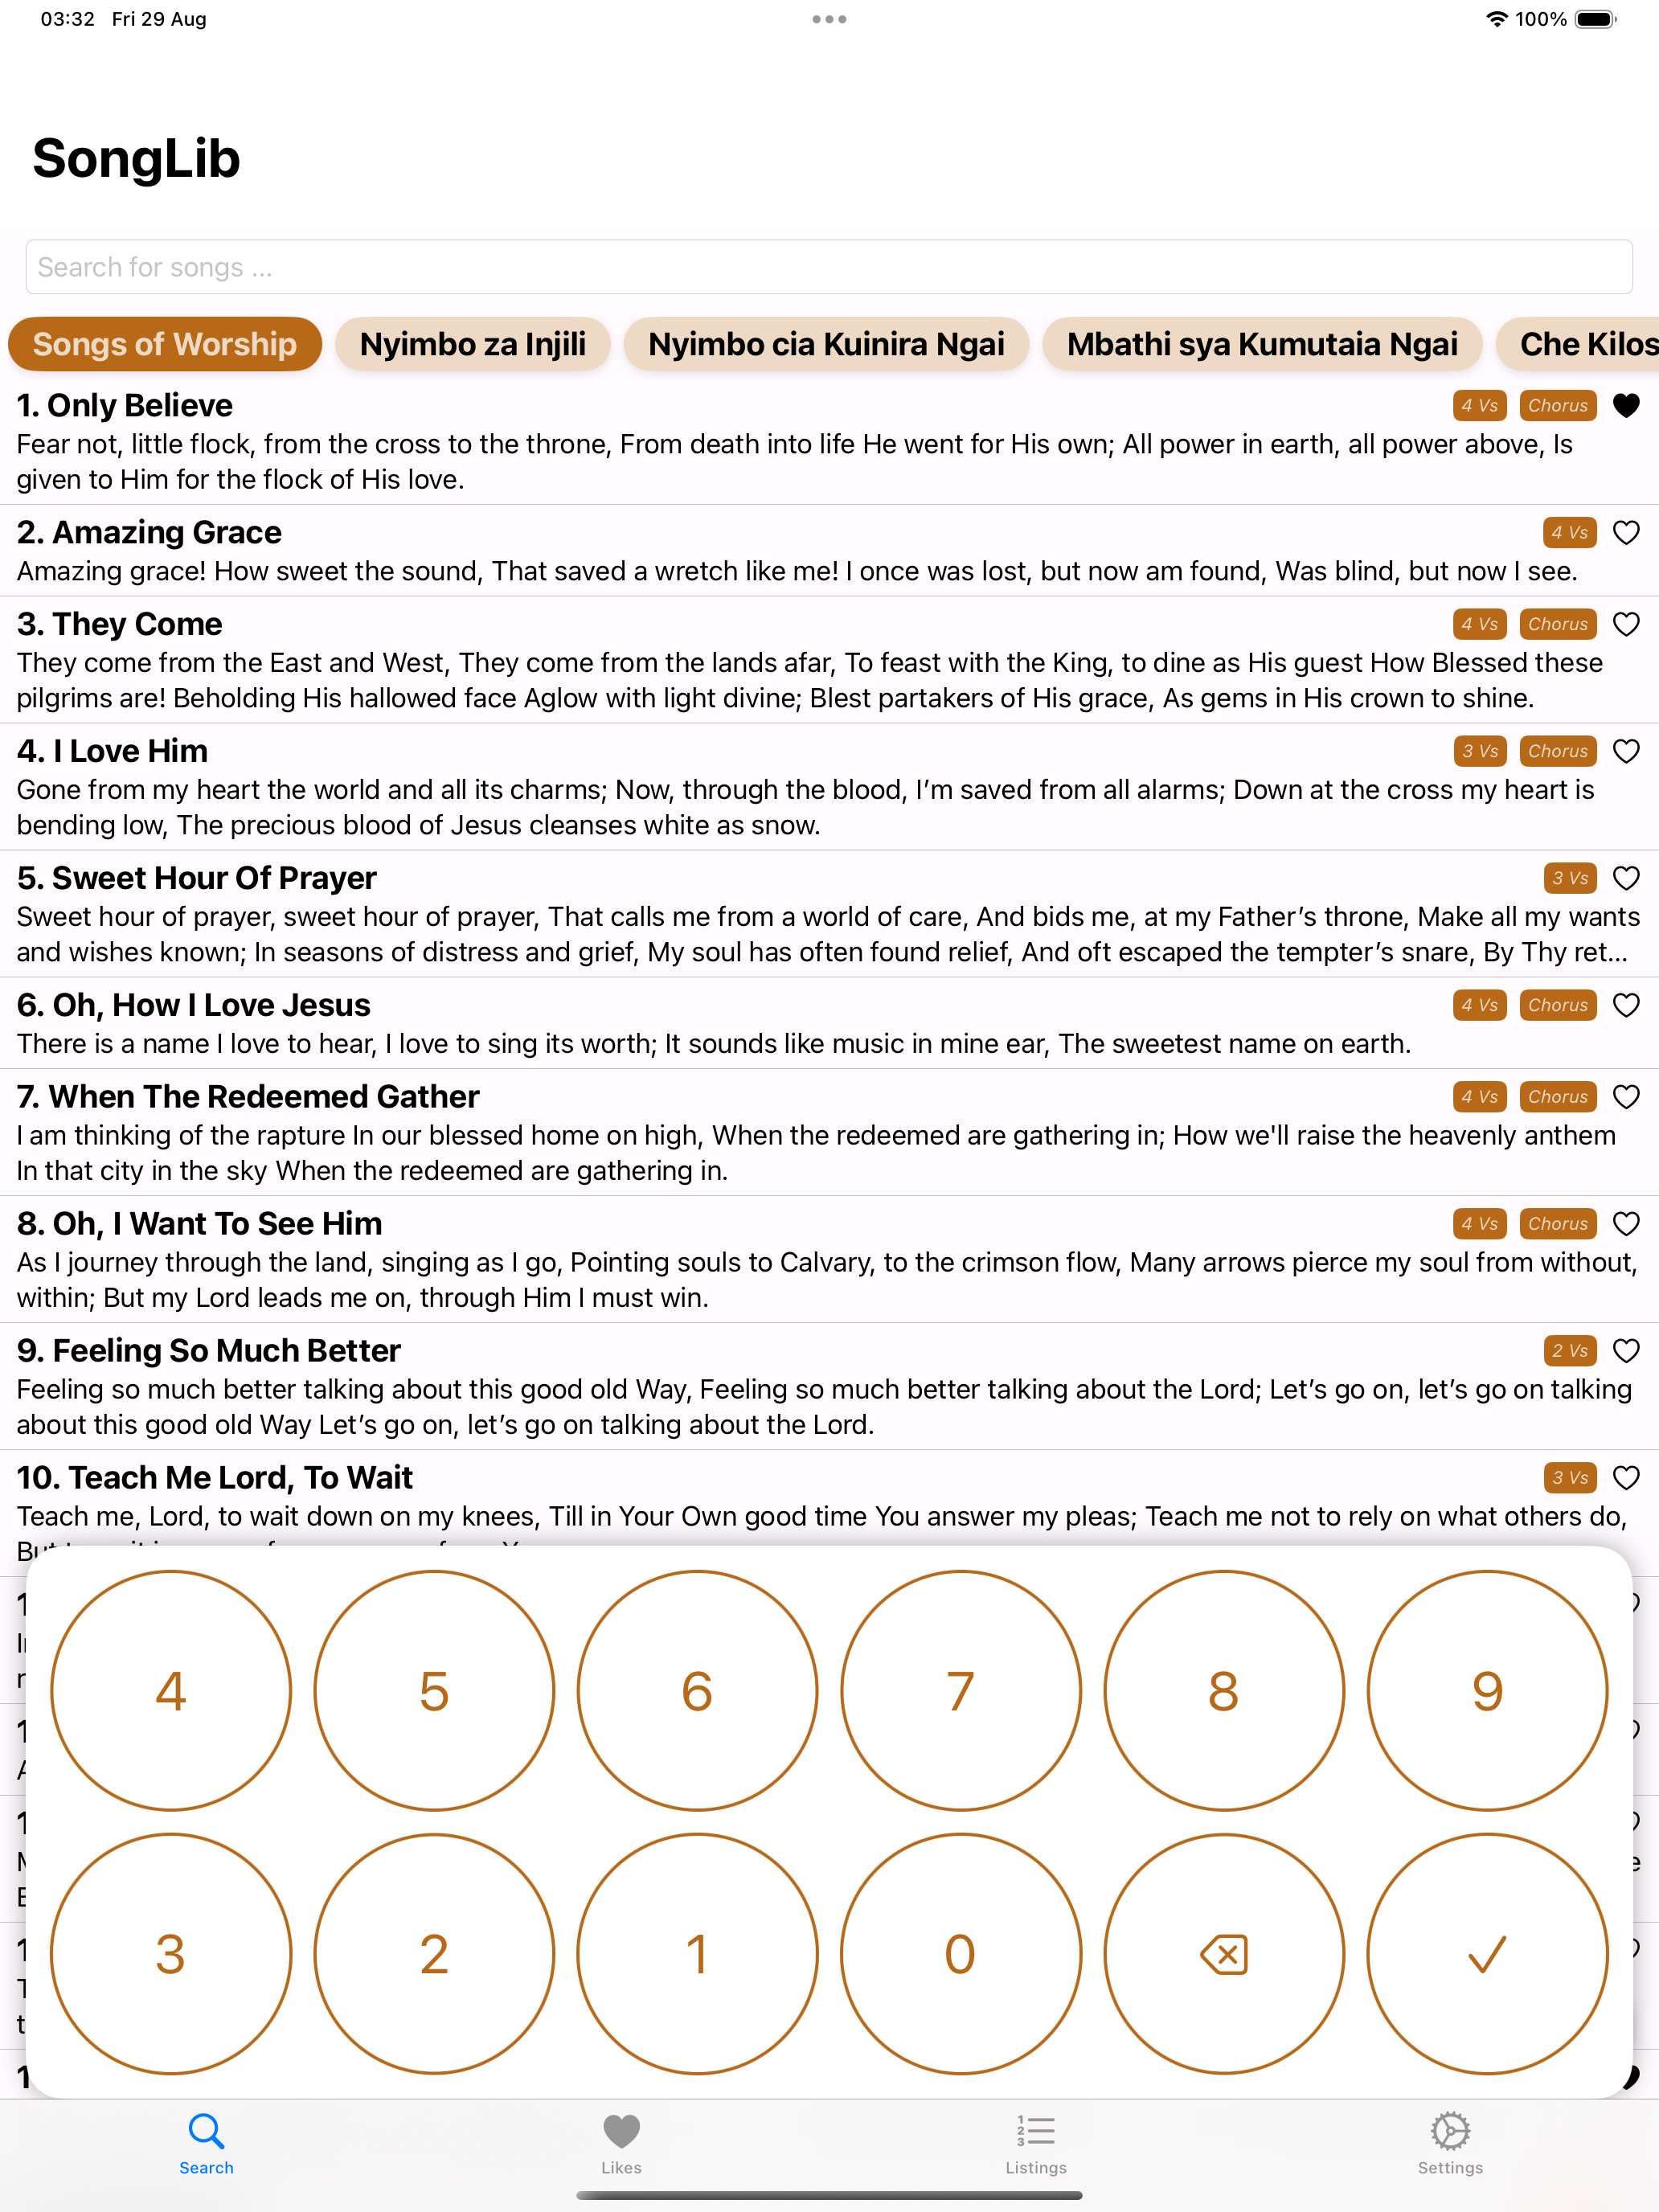 03:32 Fri 29 Aug
100%
SongLib
Search for songs ...
Songs of Worship
Nyimbo za Injili
Nyimbo cia Kuinira Ngai
Mbathi sya Kumutaia Ngai
Che Kilos
1. Only Believe
4 Vs
Chorus
Fear not, little flock, from the cross to the throne, From death into life He went for His own; All power in earth, all power above, Is
given to Him for the flock of His love.
2. Amazing Grace
4 Vs
Amazing grace! How sweet the sound, That saved a wretch like me! I once was lost, but now am found, Was blind, but now I see.
3. They Come
4 Vs
Chorus
They come from the East and West, They come from the lands afar, To feast with the King, to dine as His guest How Blessed these
pilgrims are! Beholding His hallowed face Aglow with light divine; Blest partakers of His grace, As gems in His crown to shine.
4. I Love Him
3 Vs
Chorus
Gone from my heart the world and all its charms; Now, through the blood, I’m saved from all alarms; Down at the cross my heart is
bending low, The precious blood of Jesus cleanses white as snow.
5. Sweet Hour Of Prayer
3 Vs
Sweet hour of prayer, sweet hour of prayer, That calls me from a world of care, And bids me, at my Father’s throne, Make all my wants
and wishes known; In seasons of distress and grief, My soul has often found relief, And oft escaped the tempter’s snare, By Thy ret...
6. Oh, How I Love Jesus
4 Vs
Chorus
There is a name I love to hear, I love to sing its worth; It sounds like music in mine ear, The sweetest name on earth.
7. When The Redeemed Gather
4 Vs
Chorus
I am thinking of the rapture In our blessed home on high, When the redeemed are gathering in; How we'll raise the heavenly anthem
In that city in the sky When the redeemed are gathering in.
8. Oh, I Want To See Him
4 Vs
Chorus
As I journey through the land, singing as I go, Pointing souls to Calvary, to the crimson flow, Many arrows pierce my soul from without,
within; But my Lord leads me on, through Him I must win.
9. Feeling So Much Better
2 Vs
Feeling so much better talking about this good old Way, Feeling so much better talking about the Lord; Let’s go on, let’s go on talking
about this good old Way Let’s go on, let’s go on talking about the Lord.
10. Teach Me Lord, To Wait
3 Vs
Teach me, Lord, to wait down on my knees, Till in Your Own good time You answer my pleas; Teach me not to rely on what others do,
4 5 6 7 8 9
3 2 1 0
Search
Likes
Listings
Settings